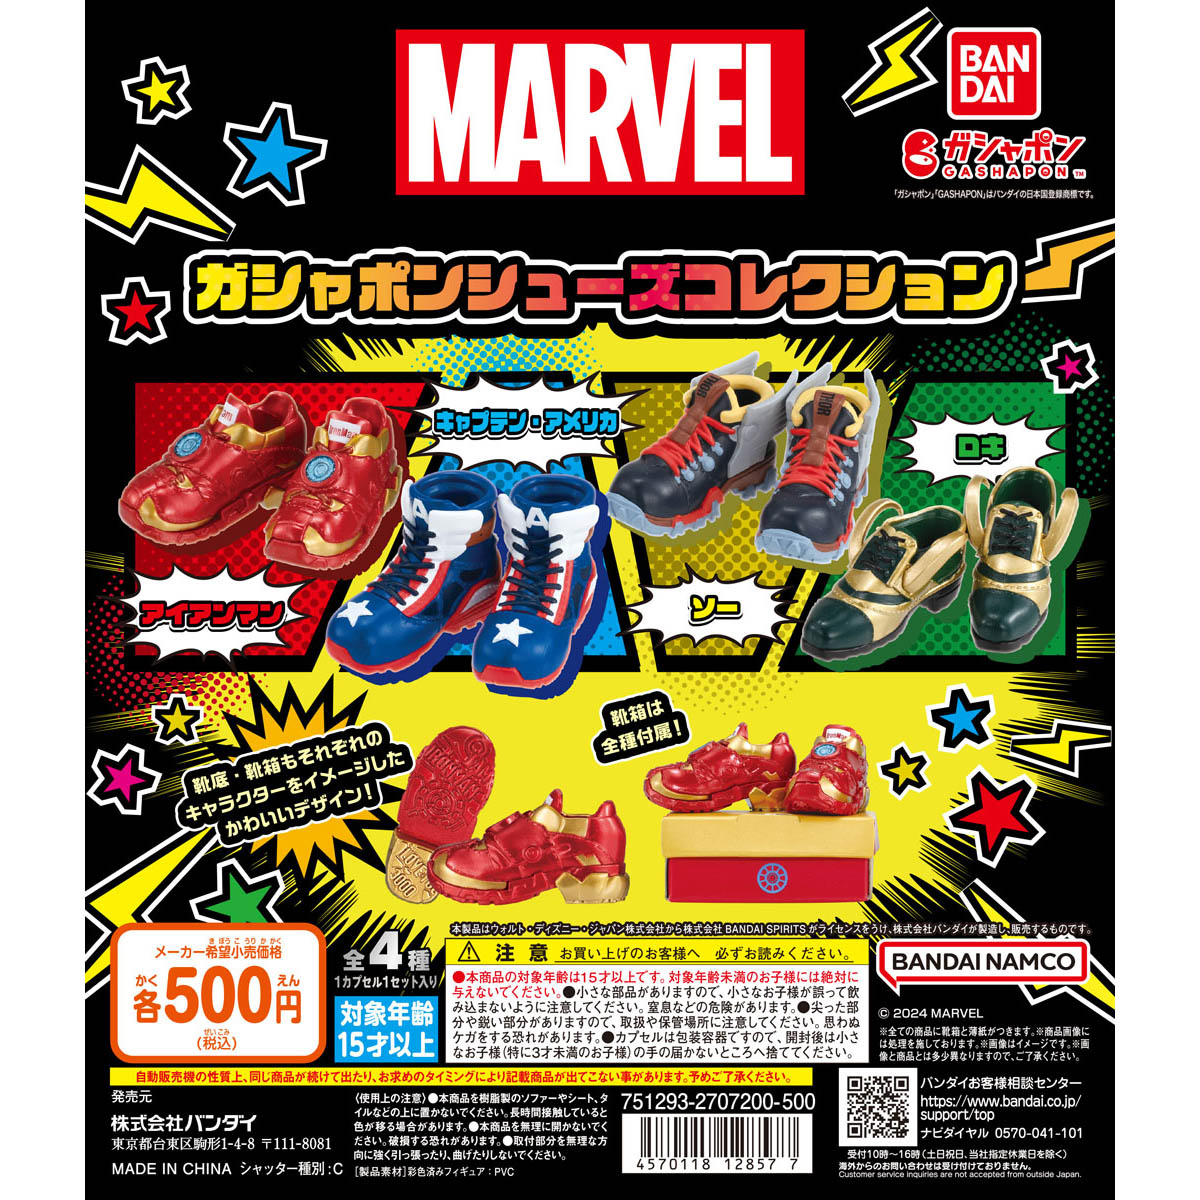 MARVEL
BAN
DAI
ガシャポン
GASHAPON™
「ガシャポン」「GASHAPON」はバンダイの日本国登録商標です。
ガシャポンシューズコレクション
キャプテン・アメリカ
ロキ
アイアンマン
ソー
THOR
IronMan
A
A
靴底・靴箱もそれぞれの
キャラクターをイメージした
かわいいデザイン!
靴箱は
全種付属!
LOVE YOU
3000
本製品はウォルト・ディズニー・ジャパン株式会社から株式会社BANDAI SPIRITSがライセンスをうけ、株式会社バンダイが製造し、販売するものです。
メーカー希望小売価格
き ぼう こ うり か かく
各500円
かく
えん
(税込)
ぜいこみ
全4種
1カプセル1セット入り
対象年齢
15才以上
注意 お買い上げのお客様へ 必ずお読みください。
●本商品の対象年齢は15才以上です。対象年齢未満のお子様には絶対に
与えないでください。●小さな部品がありますので、小さなお子様が誤って飲
み込まないように注意してください。窒息などの危険があります。●尖った部
分や鋭い部分がありますので、取扱や保管場所に注意してください。思わぬ
ケガをする恐れがあります。●カプセルは包装容器ですので、開封後は小さ
なお子様(特に3才未満のお子様)の手の届かないところへ捨ててください。
BANDAI NAMCO
© 2024 MARVEL
※全ての商品に靴箱と薄紙がつきます。※商品画像に
は処理を施しております。※画像はイメージです。※画
像と商品とは多少異なりますので、ご了承ください。
自動販売機の性質上、同じ商品が続けて出たり、お求めのタイミングにより記載商品が出てこない事があります。予めご了承ください。
発売元
株式会社バンダイ
東京都台東区駒形1-4-8 〒111-8081
MADE IN CHINA シャッター種別:C
〈使用上の注意〉●本商品を樹脂製のソファーやシート、タ
イルなどの上に置かないでください。長時間接触していると
色が移る場合があります。●本商品を無理に開かないでく
ださい。破損する恐れがあります。●取付部分を無理な方
向に強く引っ張ったり、曲げたりしないでください。
[製品素材]彩色済みフィギュア:PVC
751293-2707200-500
4570118 12857 7
バンダイお客様相談センター
https://www.bandai.co.jp/
support/top
ナビダイヤル 0570-041-101
受付10時〜16時(土日祝日、当社指定休業日を除く)
海外からのお問い合わせは受け付けておりません。
Customer service inquiries are not accepted from outside Japan.